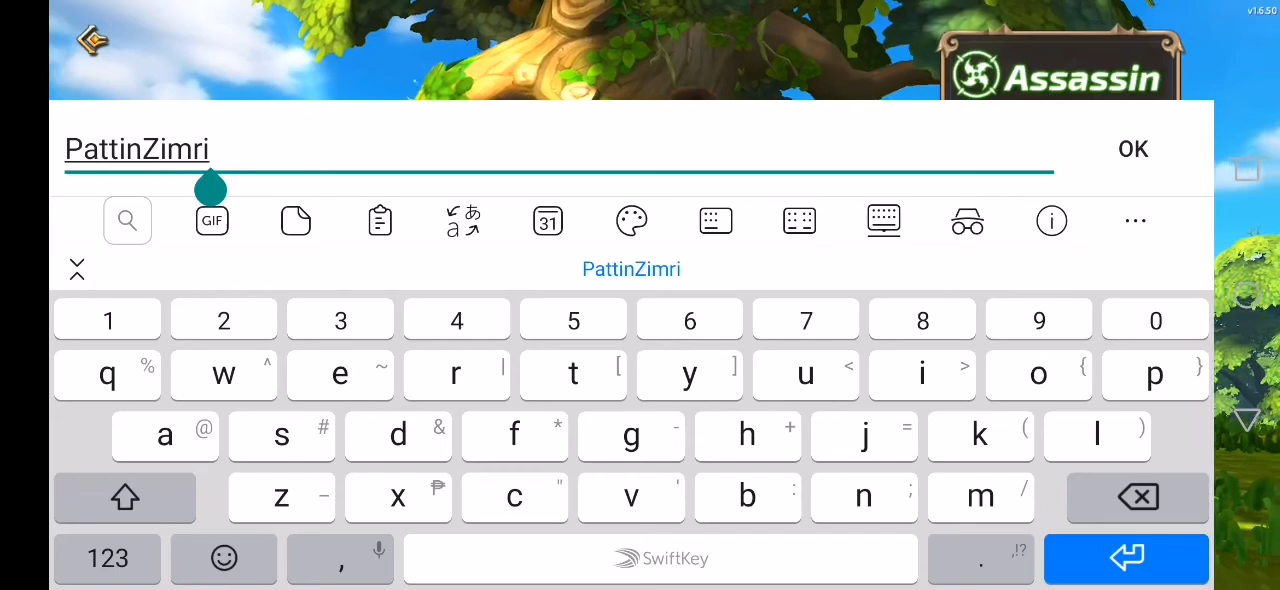 v1.6.50
Assassin
PattinZimri
OK
GIF
あ
a
31
PattinZimri
1 2 3 4 5 6 7 8 9 0
q % w ^ e ~ r | t [ y ] u < i > o { p }
a @ s # d & f * g - h + j = k ( l )
z – x ₱ c " v ' b : n ; m /
123 , SwiftKey . ,!?